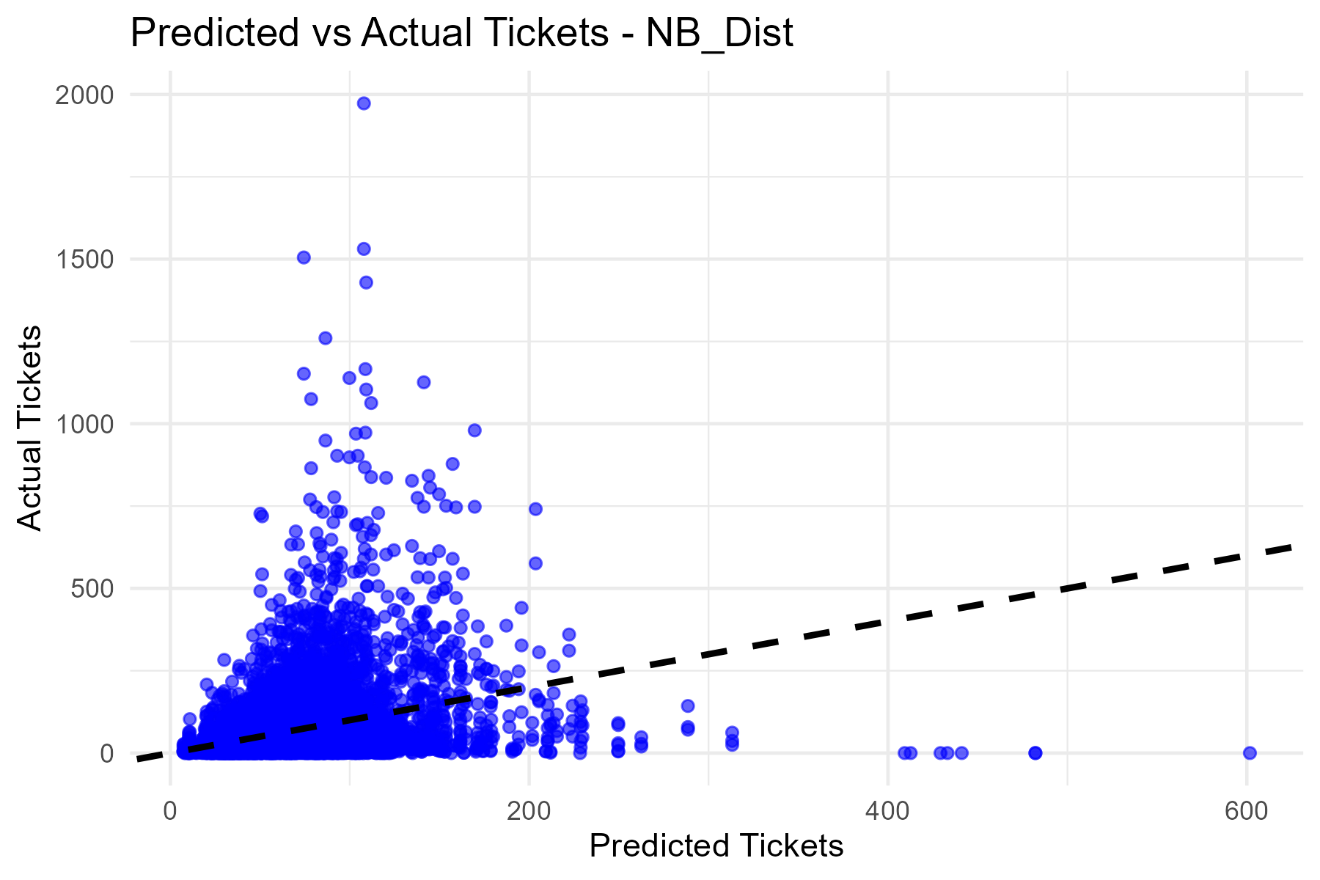 Predicted vs Actual Tickets - NB_Dist
2000
1500
1000
500
0
Actual Tickets
0 200 400 600
Predicted Tickets